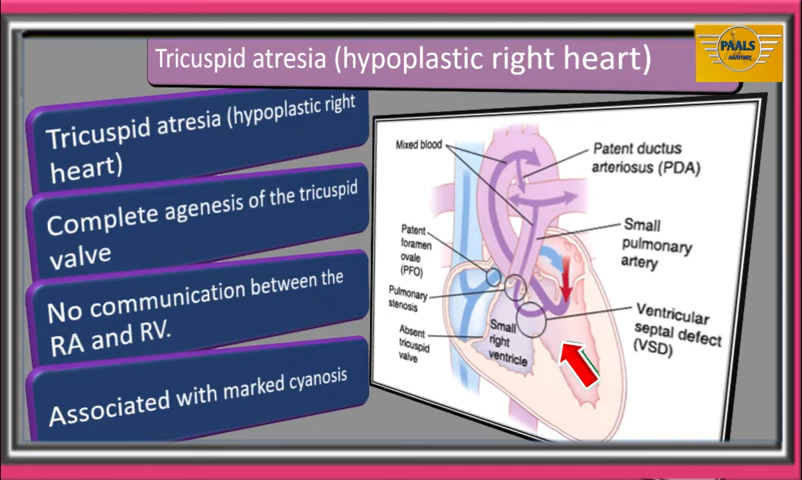 Tricuspid atresia (hypoplastic right heart)
PAALS
ANATOMY
Tricuspid atresia (hypoplastic right
heart)
Complete agenesis of the tricuspid
valve
No communication between the
RA and RV.
Associated with marked cyanosis
Mixed blood
Patent ductus
arteriosus (PDA)
Patent
foramen
ovale
(PFO)
Small
pulmonary
artery
Pulmonary
stenosis
Ventricular
septal defect
(VSD)
Absent
tricuspid
valve
Small
right
ventricle